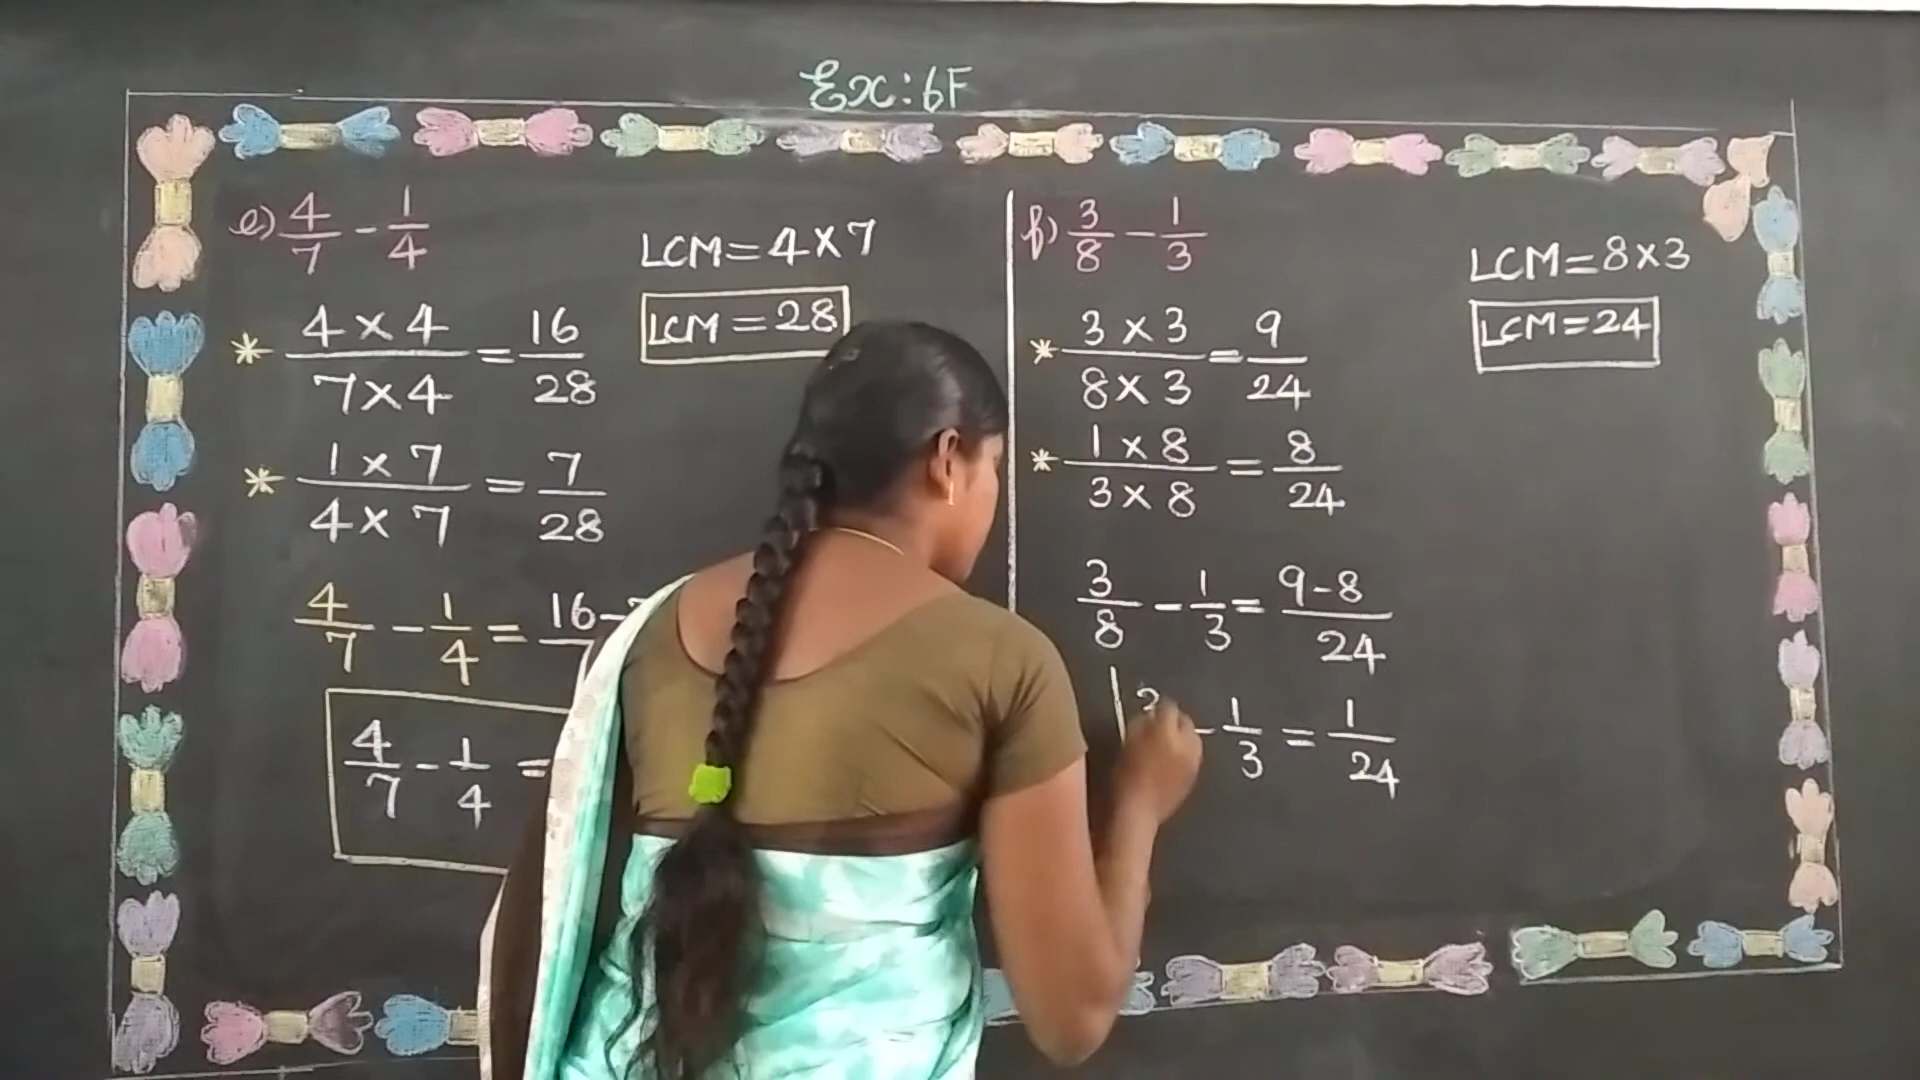 Ex:6F
e) 4/7 - 1/4
LCM=4×7
LCM=28
* 4×4/7×4 = 16/28
* 1×7/4×7 = 7/28
4/7 - 1/4 = 16-
4/7 - 1/4 =
f) 3/8 - 1/3
LCM=8×3
LCM=24
* 3×3/8×3 = 9/24
* 1×8/3×8 = 8/24
3/8 - 1/3 = 9-8/24
- 1/3 = 1/24